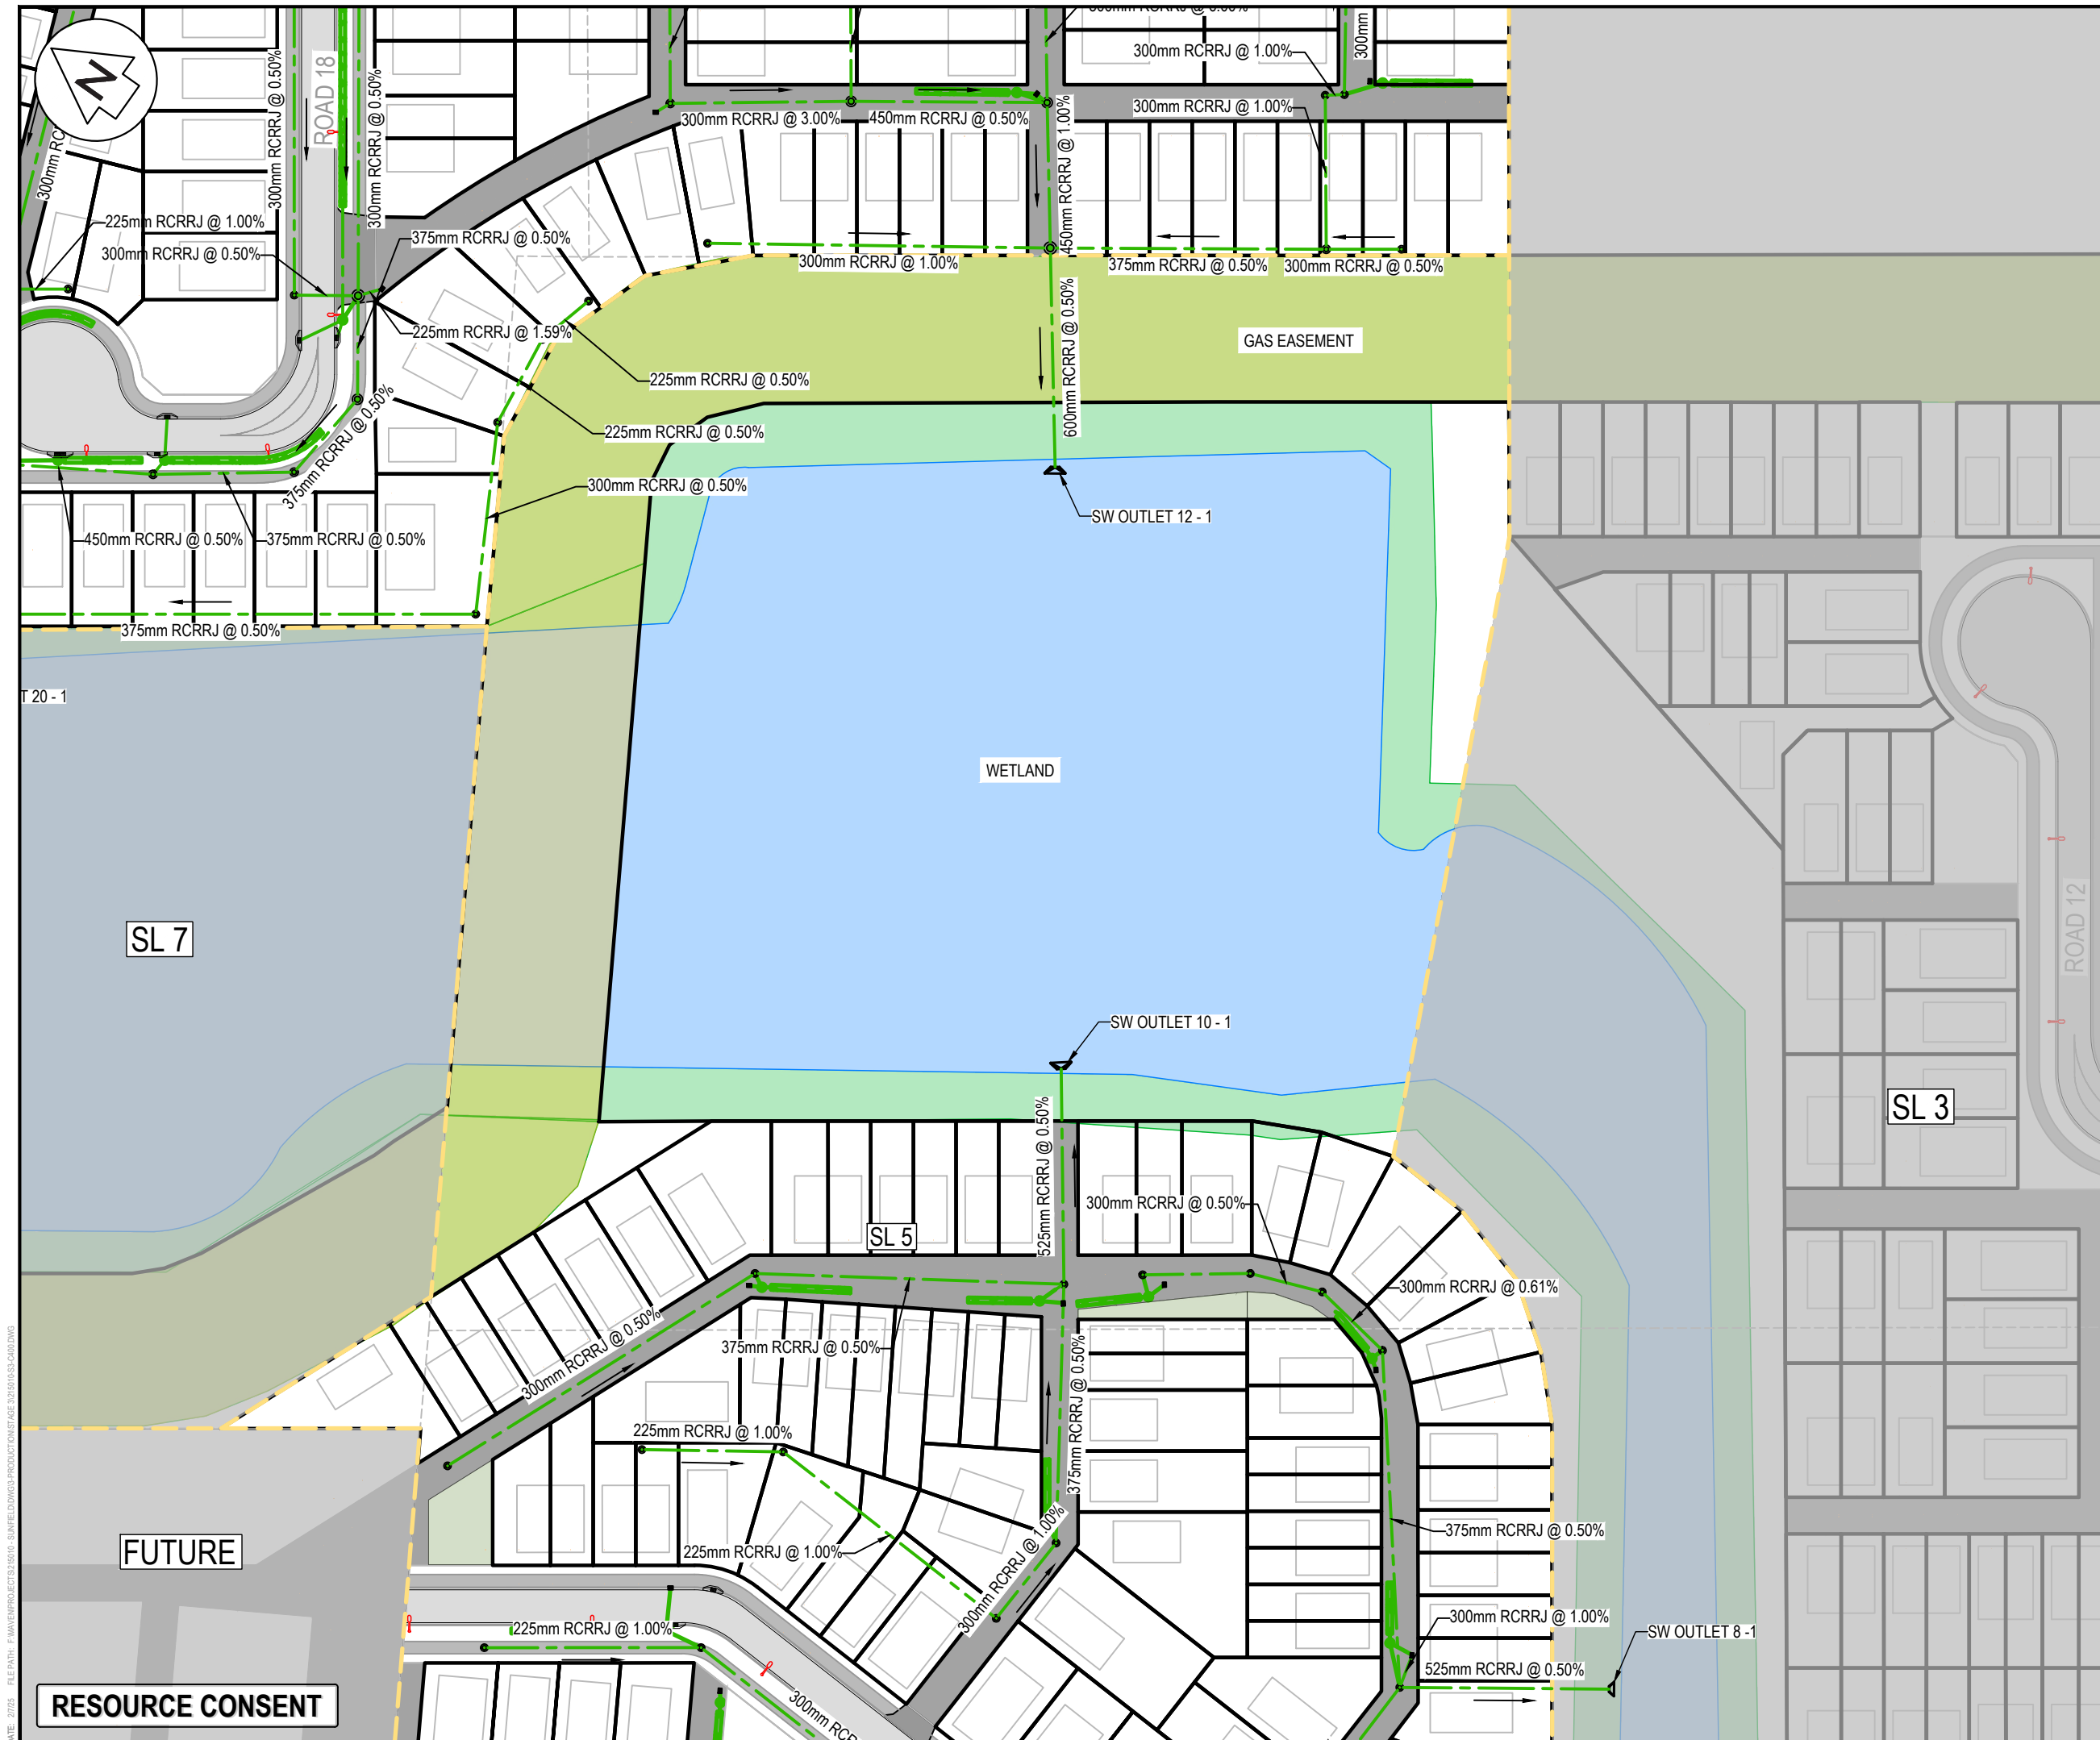 300mm RCRRJ @ 1.00%
300mm
N
ROAD 18
300mm RCRRJ @ 0.50%
300mm RCRRJ @ 0.50%
300mm RCRRJ @ 1.00%
300mm RCRRJ @ 3.00%
450mm RCRRJ @ 0.50%
450mm RCRRJ @ 1.00%
300mm RC
225mm RCRRJ @ 1.00%
300mm RCRRJ @ 0.50%
375mm RCRRJ @ 0.50%
300mm RCRRJ @ 1.00%
375mm RCRRJ @ 0.50%
300mm RCRRJ @ 0.50%
225mm RCRRJ @ 1.59%
600mm RCRRJ @ 0.50%
GAS EASEMENT
225mm RCRRJ @ 0.50%
225mm RCRRJ @ 0.50%
375mm RCRRJ @ 0.50%
300mm RCRRJ @ 0.50%
SW OUTLET 12 - 1
450mm RCRRJ @ 0.50%
375mm RCRRJ @ 0.50%
375mm RCRRJ @ 0.50%
T 20 - 1
WETLAND
SL 7
ROAD 12
SW OUTLET 10 - 1
SL 3
525mm RCRRJ @ 0.50%
300mm RCRRJ @ 0.50%
SL 5
300mm RCRRJ @ 0.61%
300mm RCRRJ @ 0.50%
375mm RCRRJ @ 0.50%
375mm RCRRJ @ 0.50%
225mm RCRRJ @ 1.00%
375mm RCRRJ @ 0.50%
FUTURE
225mm RCRRJ @ 1.00%
300mm RCRRJ @ 1.00%
300mm RCRRJ @ 1.00%
225mm RCRRJ @ 1.00%
SW OUTLET 8 -1
525mm RCRRJ @ 0.50%
300mm RCR
RESOURCE CONSENT